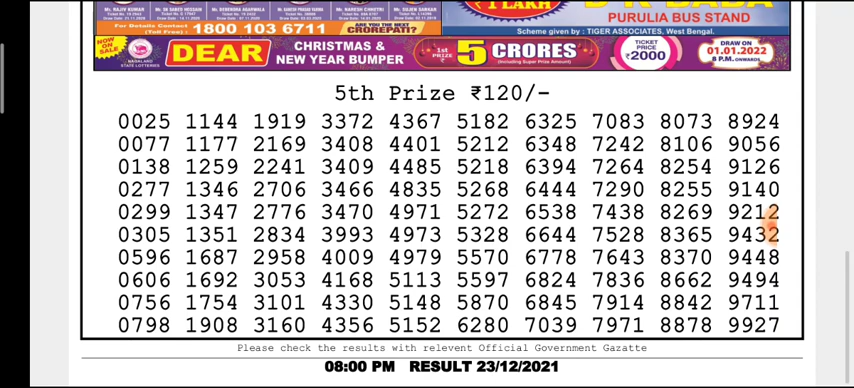 1 LAKH
PURULIA BUS STAND
Scheme given by : TIGER ASSOCIATES, West Bengal.
For Details Contact (Toll Free) : 1800 103 6711
ARE YOU THE NEXT CROREPATI?
NOW ON SALE
NAGALAND STATE LOTTERIES
DEAR CHRISTMAS & NEW YEAR BUMPER
1st PRIZE ₹5 CRORES
(Including Super Prize Amount)
TICKET PRICE ₹2000
DRAW ON 01.01.2022
8 P.M. ONWARDS
5th Prize ₹120/-
0025 1144 1919 3372 4367 5182 6325 7083 8073 8924
0077 1177 2169 3408 4401 5212 6348 7242 8106 9056
0138 1259 2241 3409 4485 5218 6394 7264 8254 9126
0277 1346 2706 3466 4835 5268 6444 7290 8255 9140
0299 1347 2776 3470 4971 5272 6538 7438 8269 9212
0305 1351 2834 3993 4973 5328 6644 7528 8365 9432
0596 1687 2958 4009 4979 5570 6778 7643 8370 9448
0606 1692 3053 4168 5113 5597 6824 7836 8662 9494
0756 1754 3101 4330 5148 5870 6845 7914 8842 9711
0798 1908 3160 4356 5152 6280 7039 7971 8878 9927
Please check the results with relevent Official Government Gazatte
08:00 PM RESULT 23/12/2021